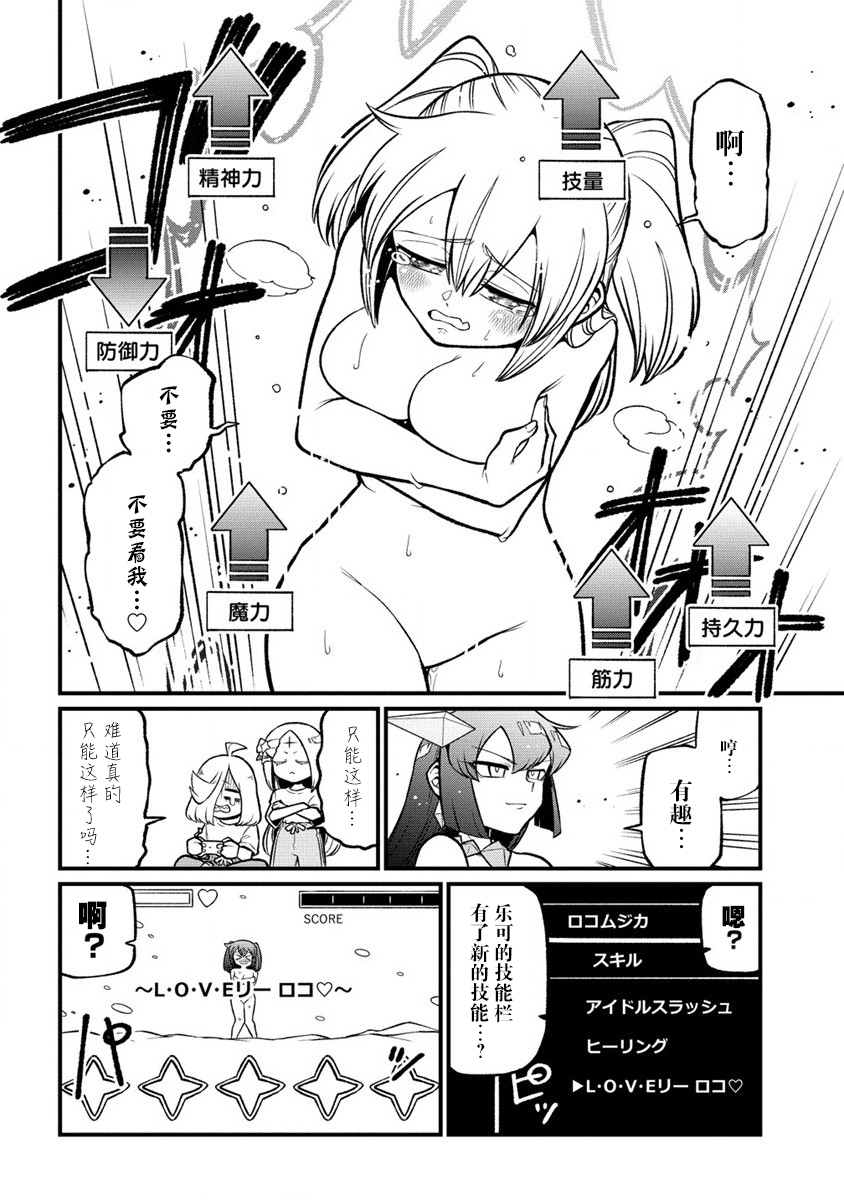 啊…
技量
精神力
防御力
不要…
不要看我…♡
魔力
持久力
筋力
哼…
有趣…
只能这样…
难道真的
只能这样了吗…
嗯?
ロコムジカ
スキル
アイドルスラッシュ
ヒーリング
▶L・O・V・Eリー ロコ♡
乐可的技能栏
有了新的技能…?
ピピッ
啊?
SCORE
～L・O・V・Eリー ロコ♡～